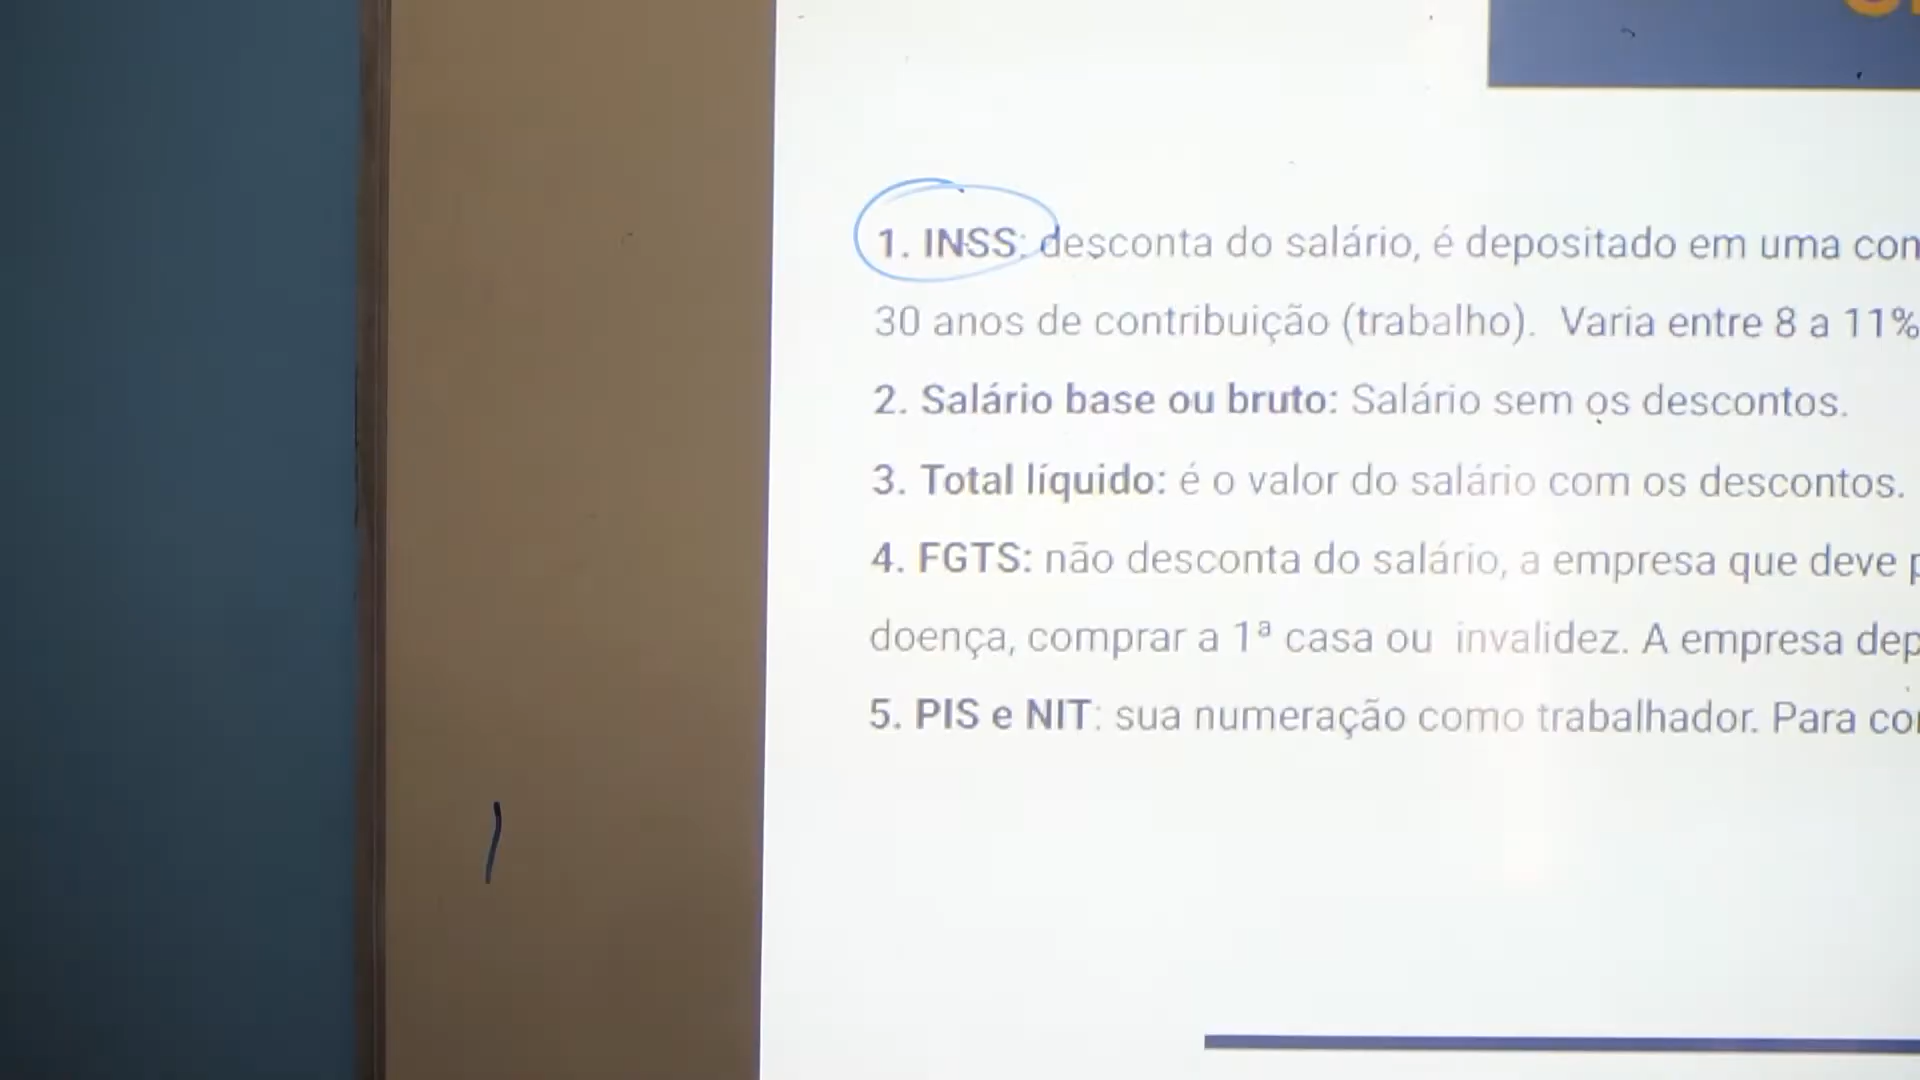 1. INSS: desconta do salário, é depositado em uma
30 anos de contribuição (trabalho). Varia entre 8 a 11%
2. Salário base ou bruto: Salário sem os descontos.
3. Total líquido: é o valor do salário com os descontos.
4. FGTS: não desconta do salário, a empresa que deve
doença, comprar a 1ª casa ou invalidez. A empresa
5. PIS e NIT: sua numeração como trabalhador. Para